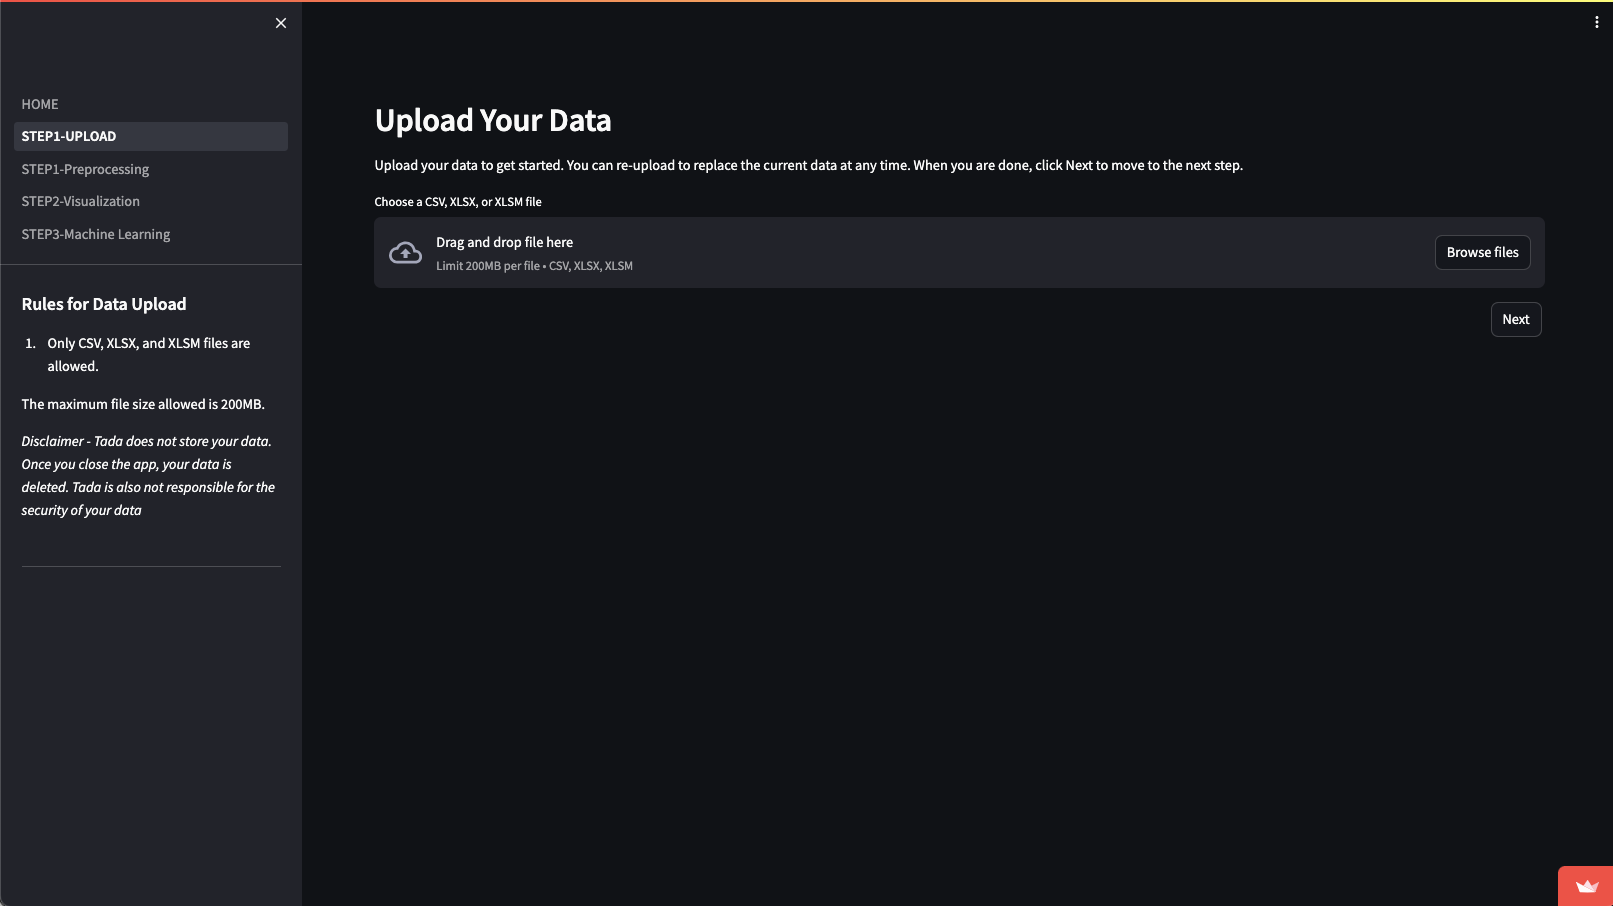 HOME
STEP1-UPLOAD
STEP1-Preprocessing
STEP2-Visualization
STEP3-Machine Learning
Rules for Data Upload
1. Only CSV, XLSX, and XLSM files are
allowed.
The maximum file size allowed is 200MB.
Disclaimer - Tada does not store your data.
Once you close the app, your data is
deleted. Tada is also not responsible for the
security of your data
Upload Your Data
Upload your data to get started. You can re-upload to replace the current data at any time. When you are done, click Next to move to the next step.
Choose a CSV, XLSX, or XLSM file
Drag and drop file here
Limit 200MB per file • CSV, XLSX, XLSM
Browse files
Next